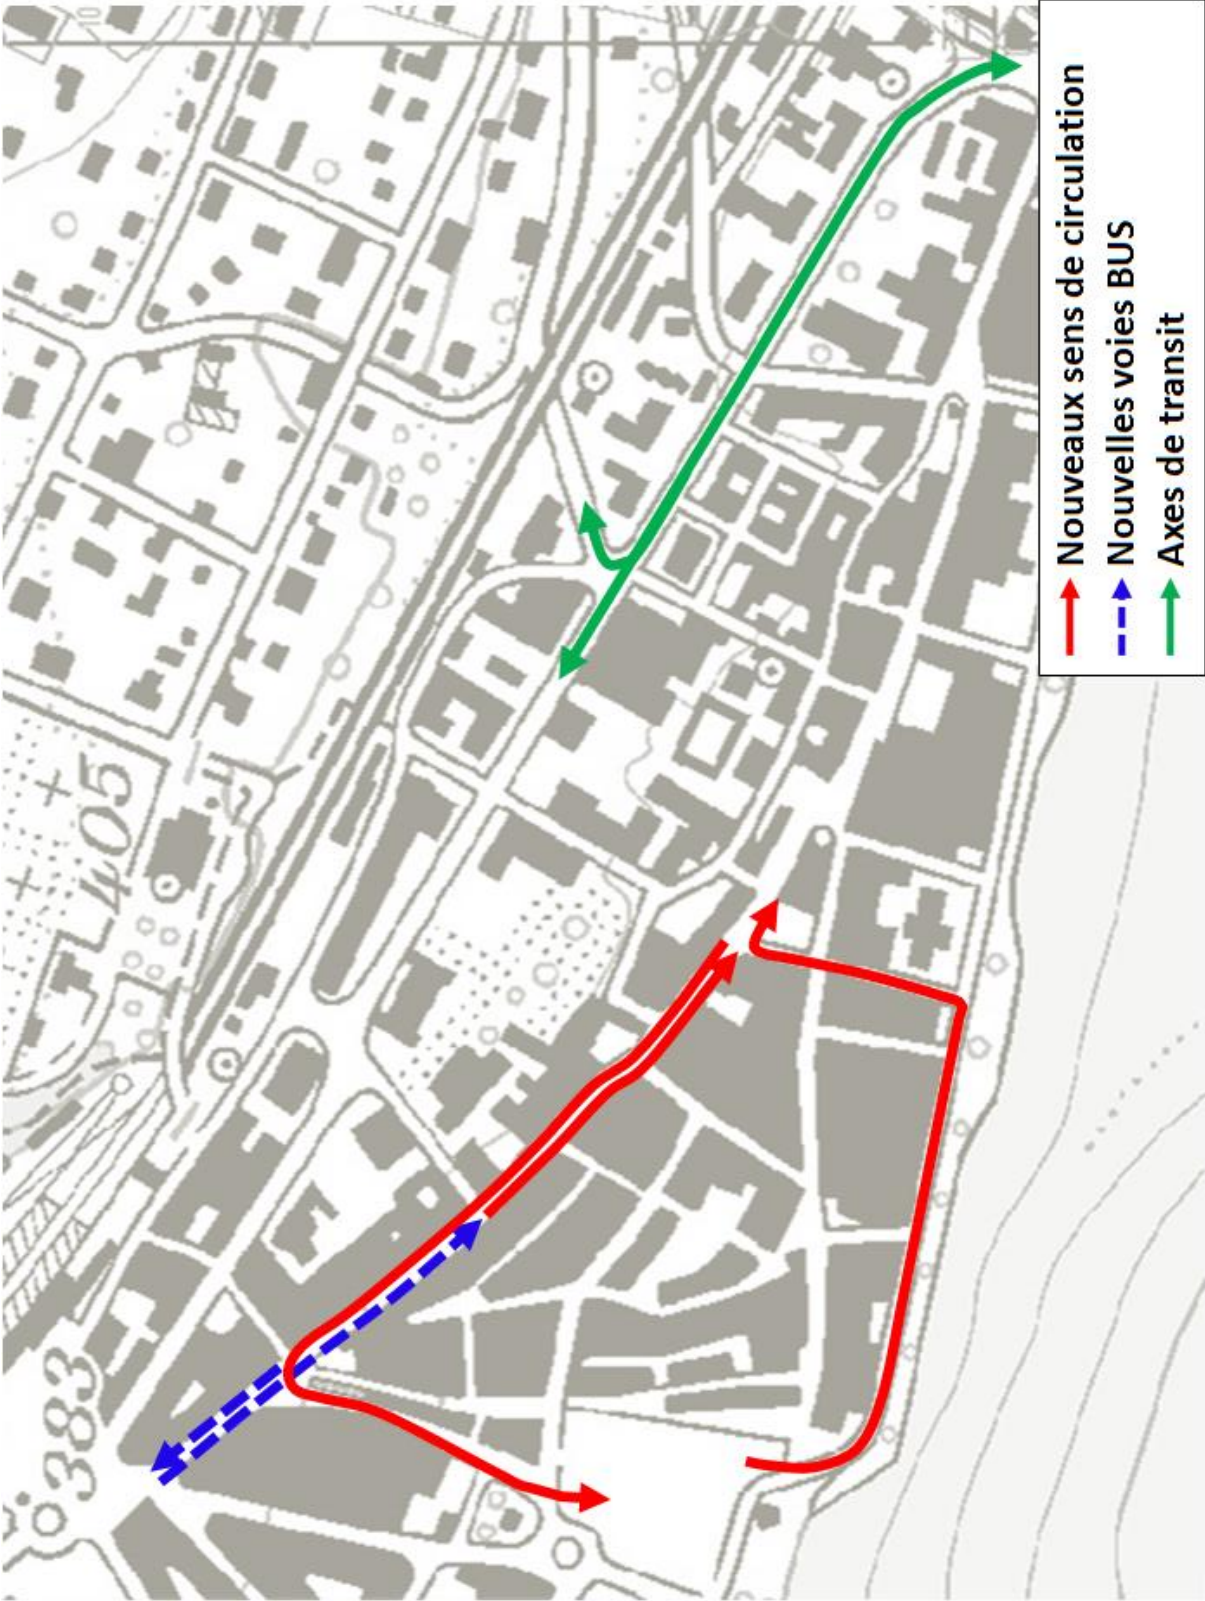 405
383
Nouveaux sens de circulation
Nouvelles voies BUS
Axes de transit